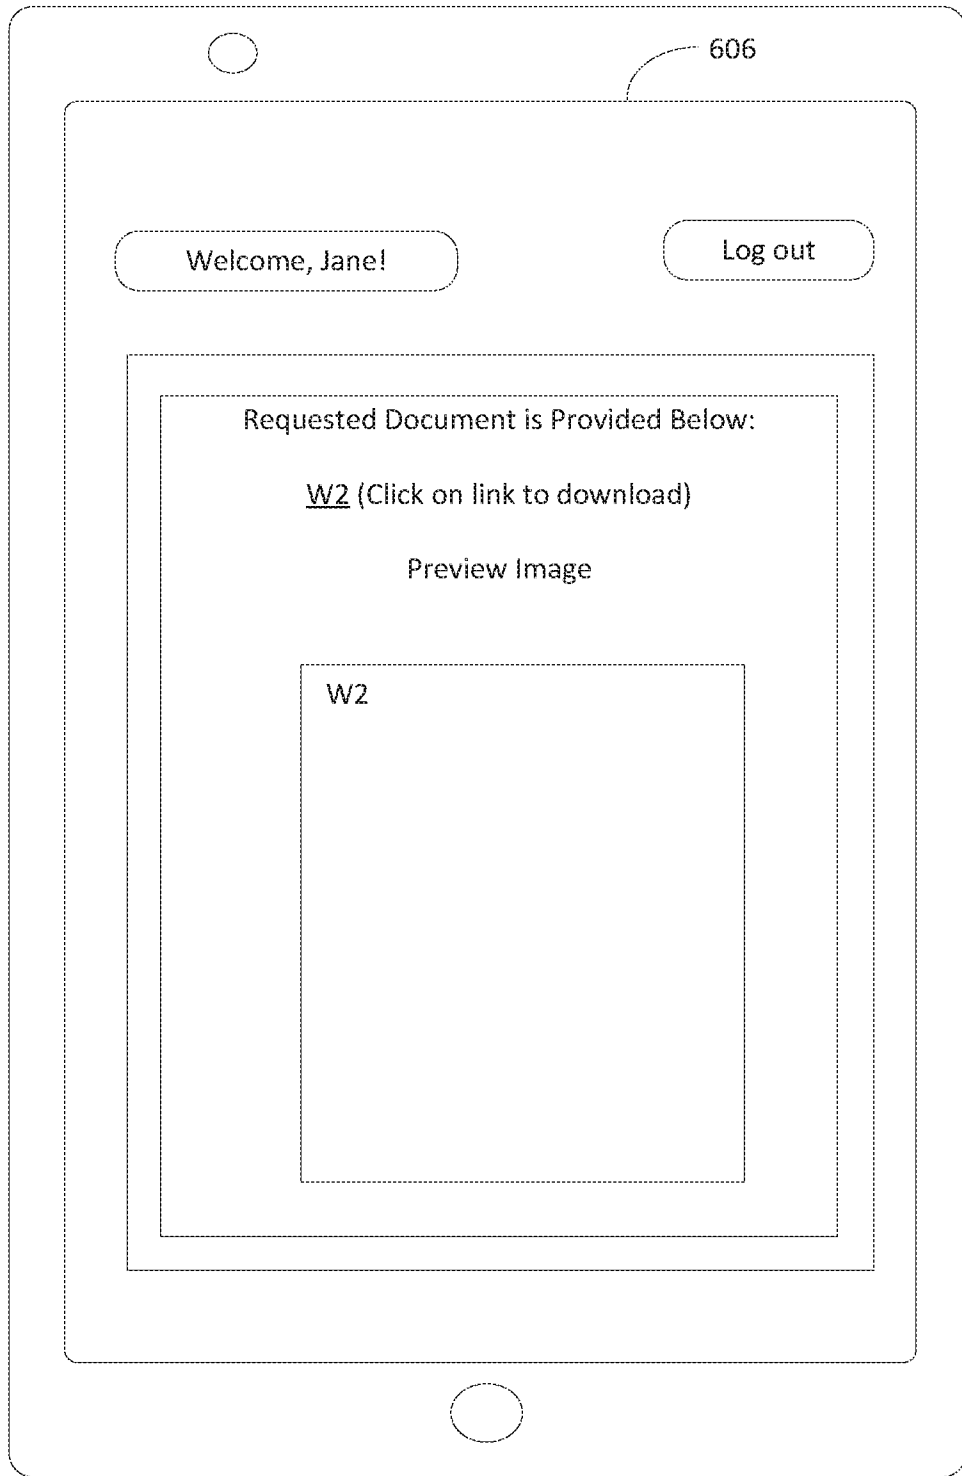 606
Welcome, Jane!
Log out
Requested Document is Provided Below:
W2 (Click on link to download)
Preview Image
W2